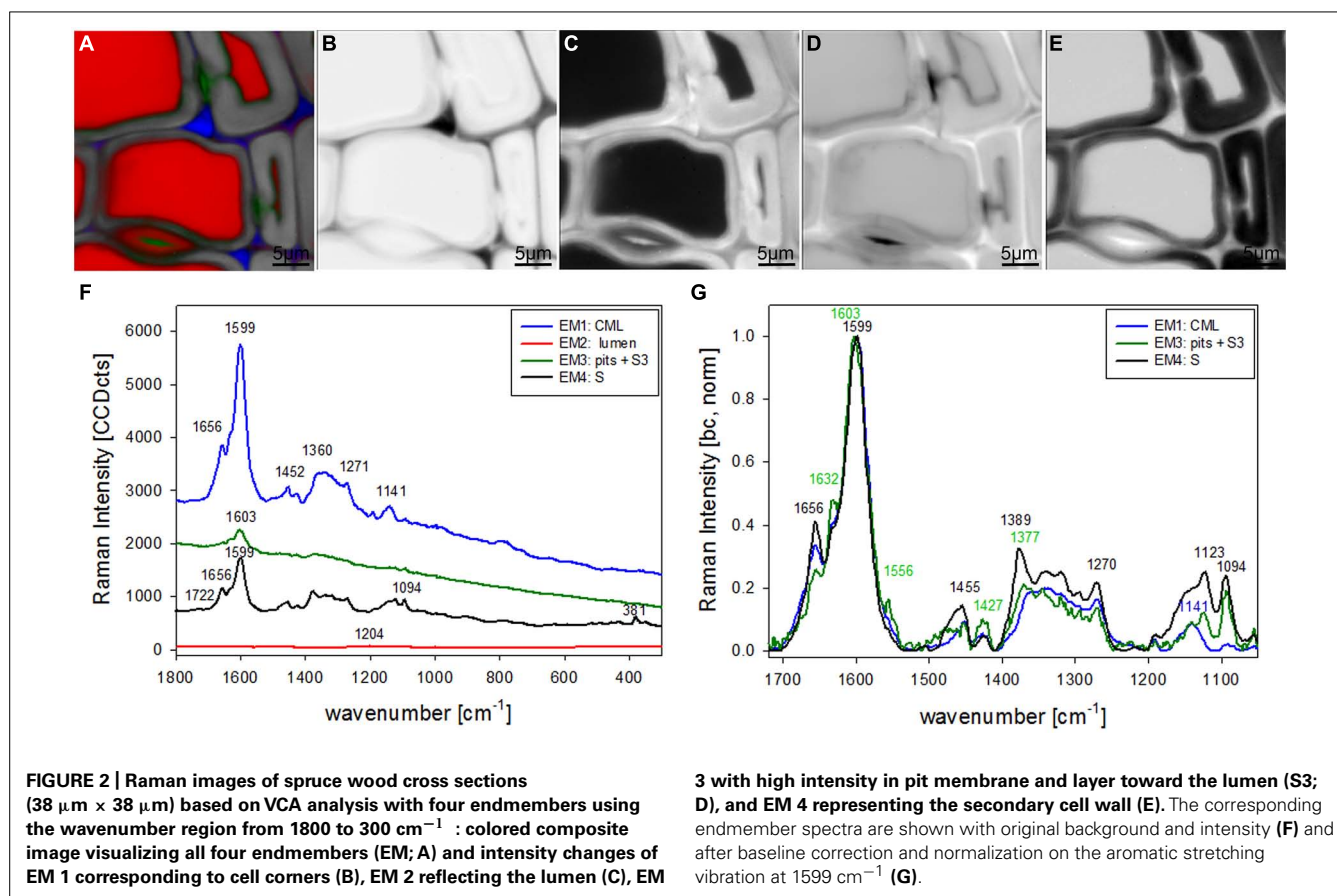 A
B
C
D
E
5µm
5µm
5µm
5µm
5µm
F
Raman Intensity [CCDcts]
6000
5000
4000
3000
2000
1000
0
1599
1656
1452
1360
1271
1141
1603
1599
1656
1722
1094
381
1204
EM1: CML
EM2: lumen
EM3: pits + S3
EM4: S
1800 1600 1400 1200 1000 800 600 400
wavenumber [cm-1]
G
Raman Intensity [bc, norm]
1.0
0.8
0.6
0.4
0.2
0.0
1603
1599
1632
1656
1556
1455
1427
1389
1377
1270
1123
1094
1141
EM1: CML
EM3: pits + S3
EM4: S
1700 1600 1500 1400 1300 1200 1100
wavenumber [cm-1]
FIGURE 2 | Raman images of spruce wood cross sections
(38 μm × 38 μm) based on VCA analysis with four endmembers using
the wavenumber region from 1800 to 300 cm−1 : colored composite
image visualizing all four endmembers (EM; A) and intensity changes of
EM 1 corresponding to cell corners (B), EM 2 reflecting the lumen (C), EM
3 with high intensity in pit membrane and layer toward the lumen (S3;
D), and EM 4 representing the secondary cell wall (E). The corresponding
endmember spectra are shown with original background and intensity (F) and
after baseline correction and normalization on the aromatic stretching
vibration at 1599 cm−1 (G).